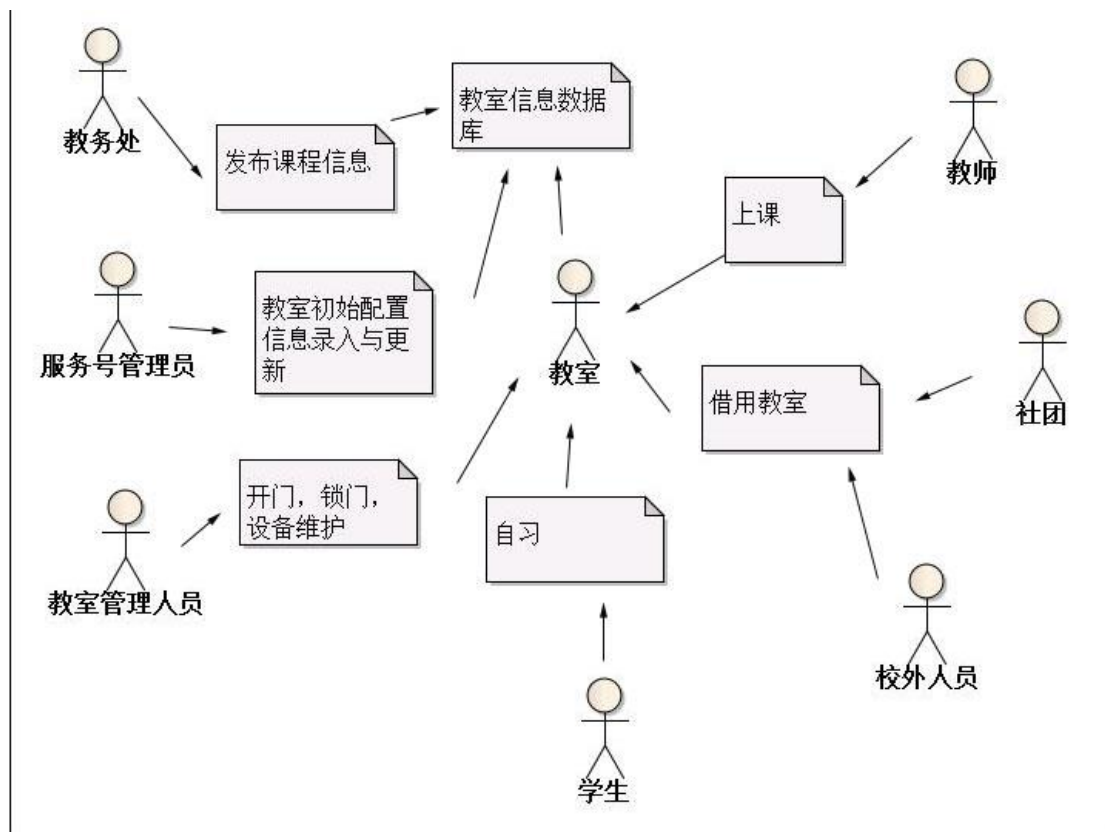 教务处
发布课程信息
教室信息数据
库
教师
上课
服务号管理员
教室初始配置
信息录入与更
新
教室
借用教室
社团
教室管理人员
开门，锁门，
设备维护
自习
校外人员
学生